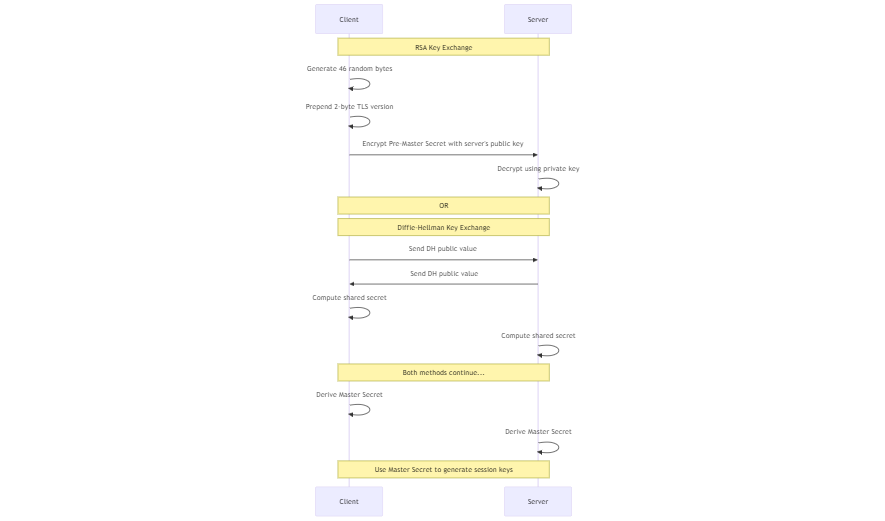 Client
Server
RSA Key Exchange
Generate 46 random bytes
Prepend 2-byte TLS version
Encrypt Pre-Master Secret with server's public key
Decrypt using private key
OR
Diffie-Hellman Key Exchange
Send DH public value
Send DH public value
Compute shared secret
Compute shared secret
Both methods continue...
Derive Master Secret
Derive Master Secret
Use Master Secret to generate session keys
Client
Server